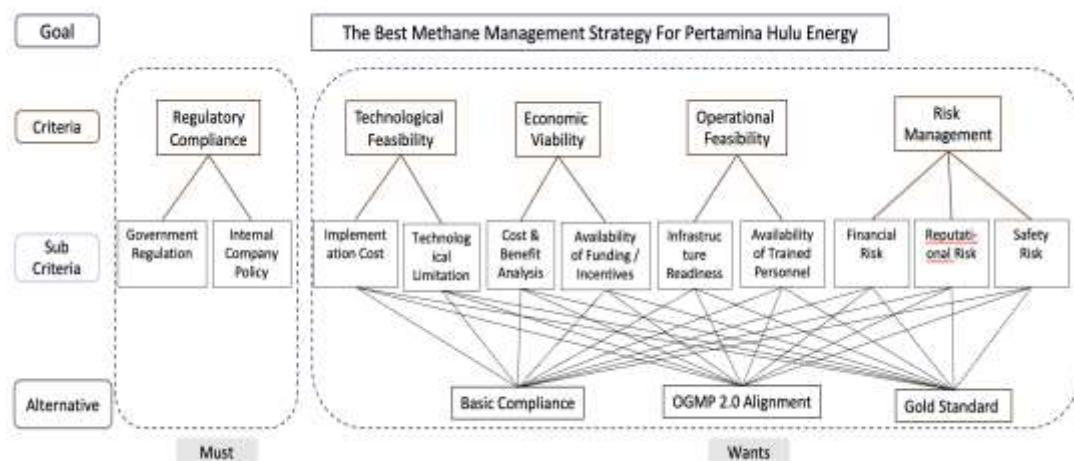 Goal
The Best Methane Management Strategy For Pertamina Hulu Energy
Criteria
Regulatory
Compliance
Technological
Feasibility
Economic
Viability
Operational
Feasibility
Risk
Management
Sub
Criteria
Government
Regulation
Internal
Company
Policy
Implement
ation Cost
Technolog
ical
Limitation
Cost &
Benefit
Analysis
Availability
of Funding /
Incentives
Infrastruc
ture
Readiness
Availability
of Trained
Personnel
Financial
Risk
Reputati-
onal Risk
Safety
Risk
Alternative
Basic Compliance
OGMP 2.0 Alignment
Gold Standard
Must
Wants